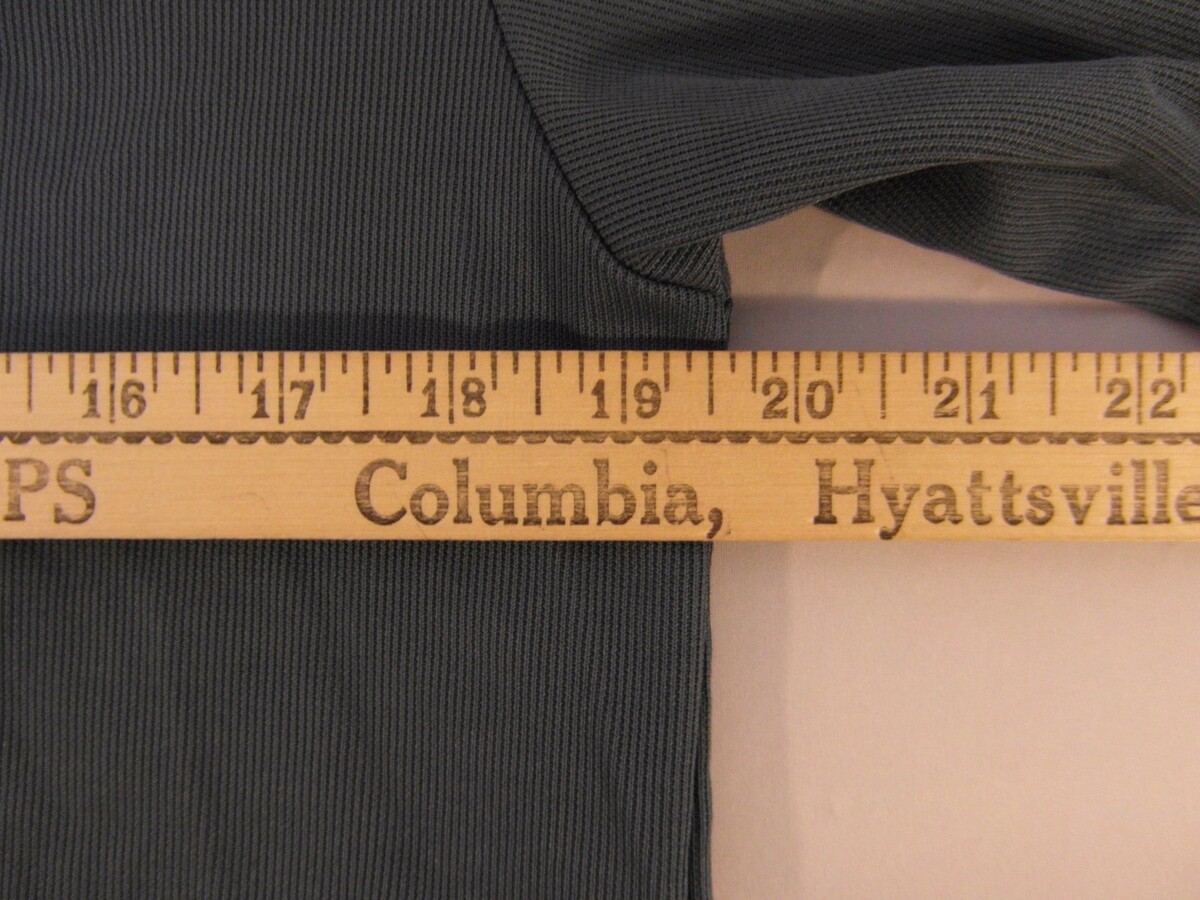 16 17 18 19 20 21 22
PS Columbia, Hyattsville